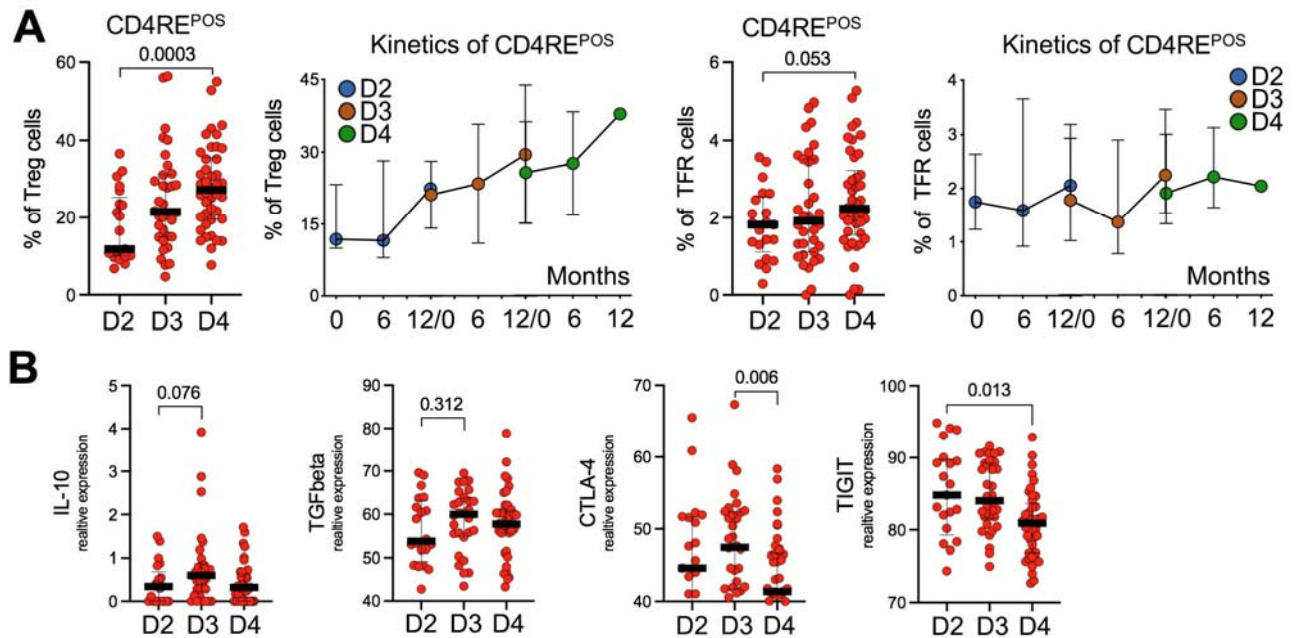 A
CD4RE^POS
0.0003
% of Treg cells
60
40
20
0
D2 D3 D4
Kinetics of CD4RE^POS
D2
D3
D4
% of Treg cells
45
30
15
0
Months
0 6 12/0 6 12/0 6 12
CD4RE^POS
0.053
% of TFR cells
6
4
2
0
D2 D3 D4
Kinetics of CD4RE^POS
D2
D3
D4
% of TFR cells
4
3
2
1
0
Months
0 6 12/0 6 12/0 6 12
B
0.076
IL-10
realtive expression
5
4
3
2
1
0
D2 D3 D4
0.312
TGFbeta
realtive expression
90
80
70
60
50
40
D2 D3 D4
0.006
CTLA-4
realtive expression
70
60
50
40
D2 D3 D4
0.013
TIGIT
realtive expression
100
90
80
70
D2 D3 D4